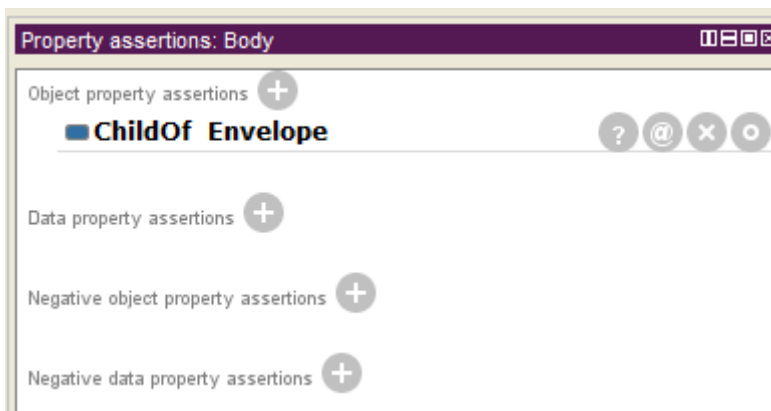 Property assertions: Body
Object property assertions
ChildOf Envelope
Data property assertions
Negative object property assertions
Negative data property assertions